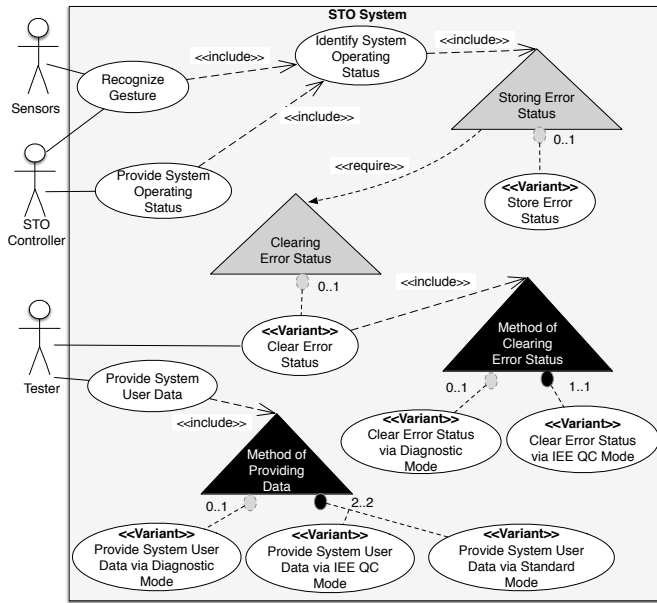 STO System
Sensors
Recognize
Gesture
<<include>>
Identify System
Operating
Status
<<include>>
Storing Error
Status
0..1
<<include>>
<<require>>
STO
Controller
Provide System
Operating
Status
<<Variant>>
Store Error
Status
Clearing
Error Status
0..1
<<include>>
<<Variant>>
Clear Error
Status
Method of
Clearing
Error Status
0..1
1..1
Tester
Provide System
User Data
<<include>>
<<Variant>>
Clear Error Status
via Diagnostic
Mode
<<Variant>>
Clear Error Status
via IEE QC Mode
Method of
Providing
Data
0..1
2..2
<<Variant>>
Provide System User
Data via Diagnostic
Mode
<<Variant>>
Provide System User
Data via IEE QC
Mode
<<Variant>>
Provide System User
Data via Standard
Mode